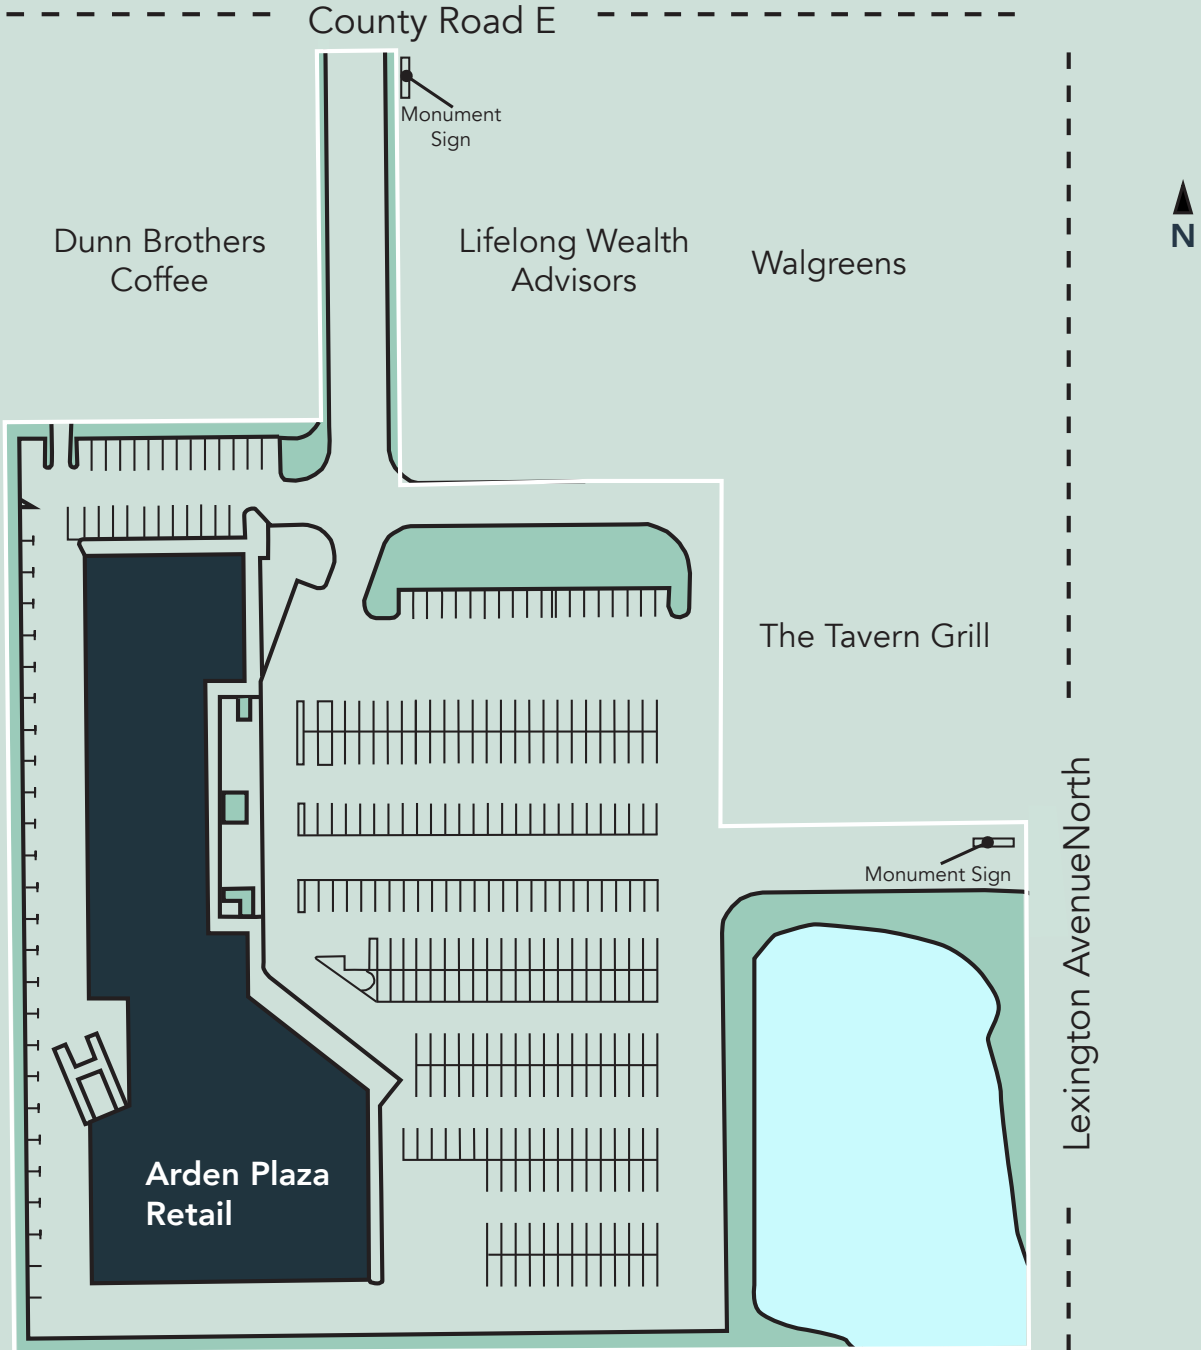 County Road E
Monument
Sign
Dunn Brothers
Coffee
Lifelong Wealth
Advisors
Walgreens
N
The Tavern Grill
Monument Sign
Lexington AvenueNorth
Arden Plaza
Retail